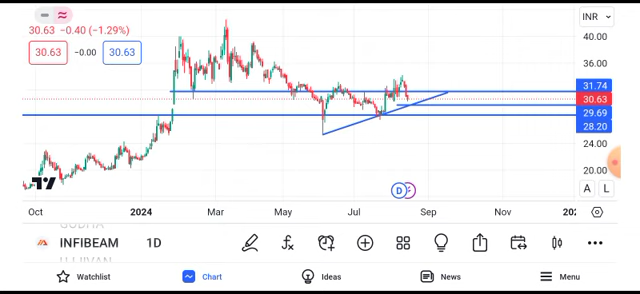 INR
30.63 −0.40 (−1.29%)
30.63 −0.00 30.63
40.00
36.00
31.74
30.63
29.69
28.20
24.00
20.00
D
A L
Oct 2024 Mar May Jul Sep Nov
INFIBEAM 1D
Watchlist Chart Ideas News Menu